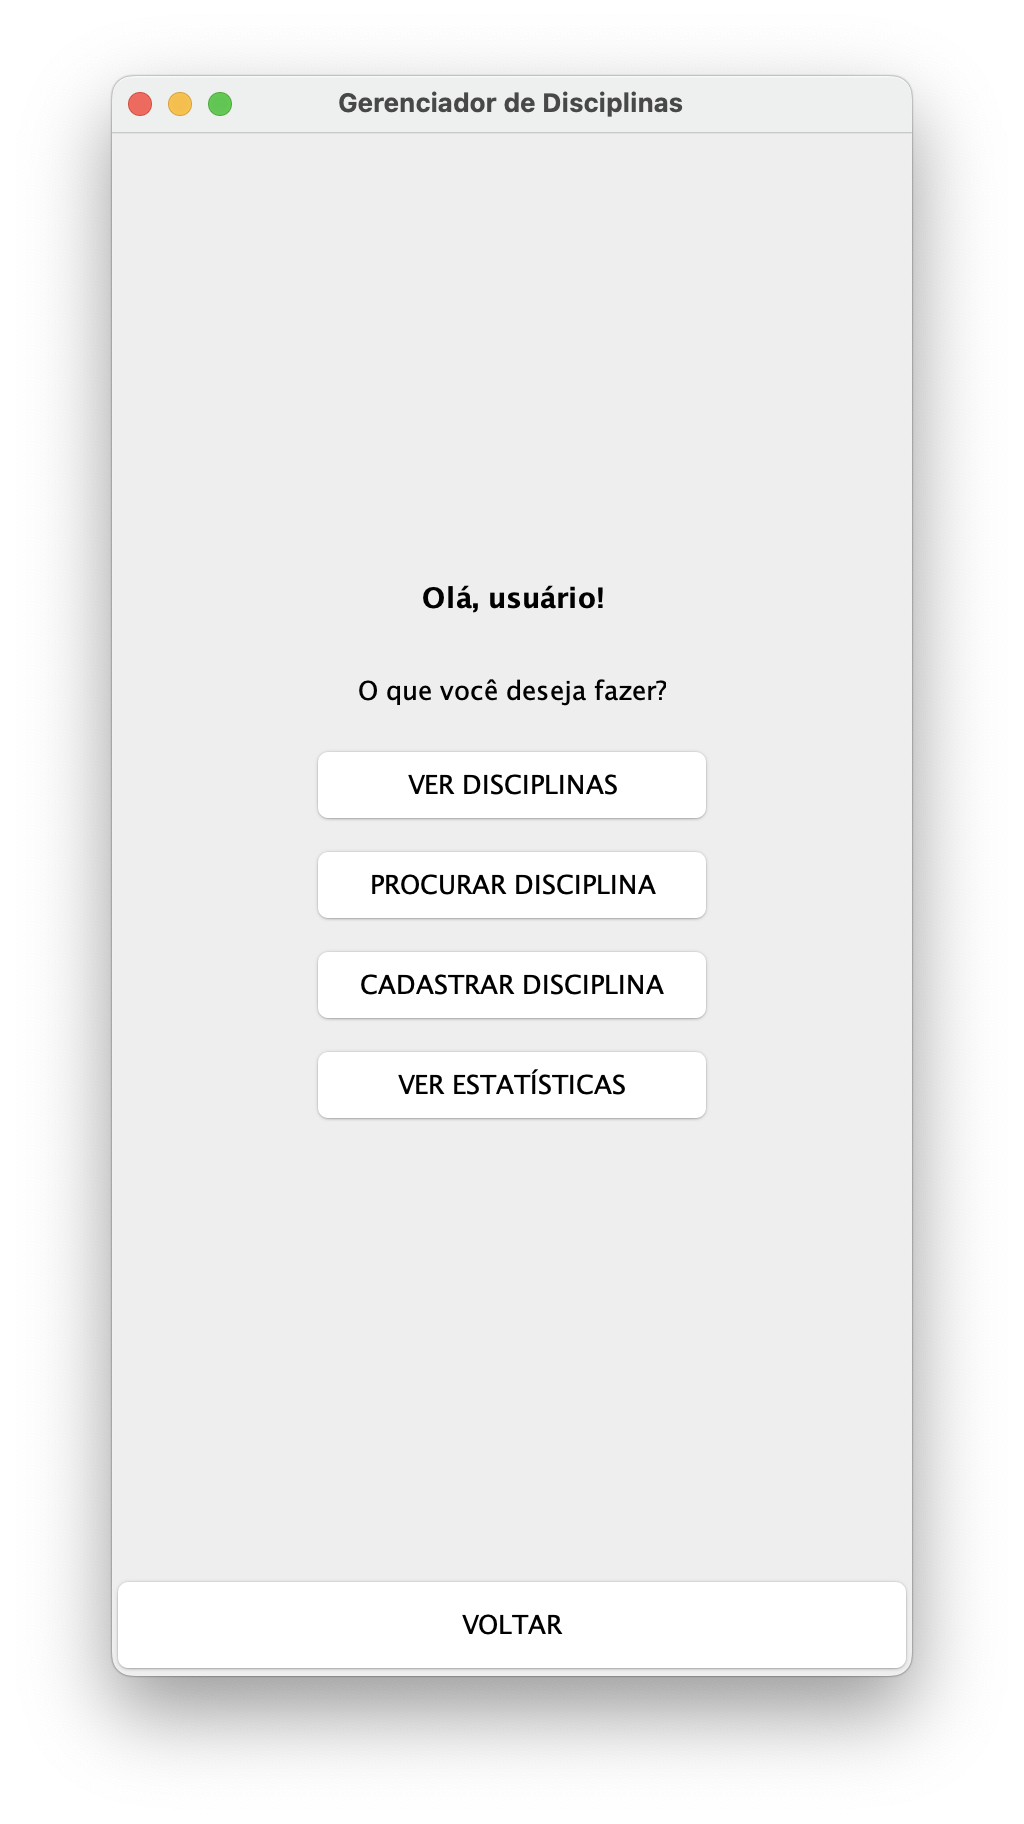 Gerenciador de Disciplinas
Olá, usuário!
O que você deseja fazer?
VER DISCIPLINAS
PROCURAR DISCIPLINA
CADASTRAR DISCIPLINA
VER ESTATÍSTICAS
VOLTAR